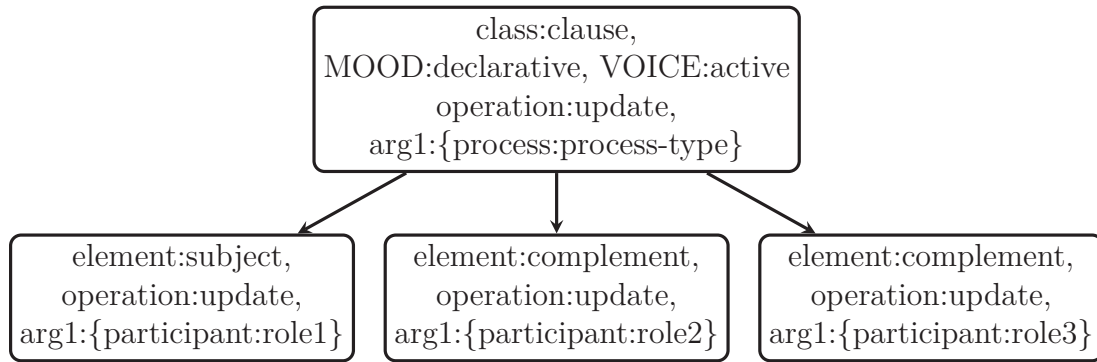 class:clause,
MOOD:declarative, VOICE:active
operation:update,
arg1:{process:process-type}
element:subject,
operation:update,
arg1:{participant:role1}
element:complement,
operation:update,
arg1:{participant:role2}
element:complement,
operation:update,
arg1:{participant:role3}